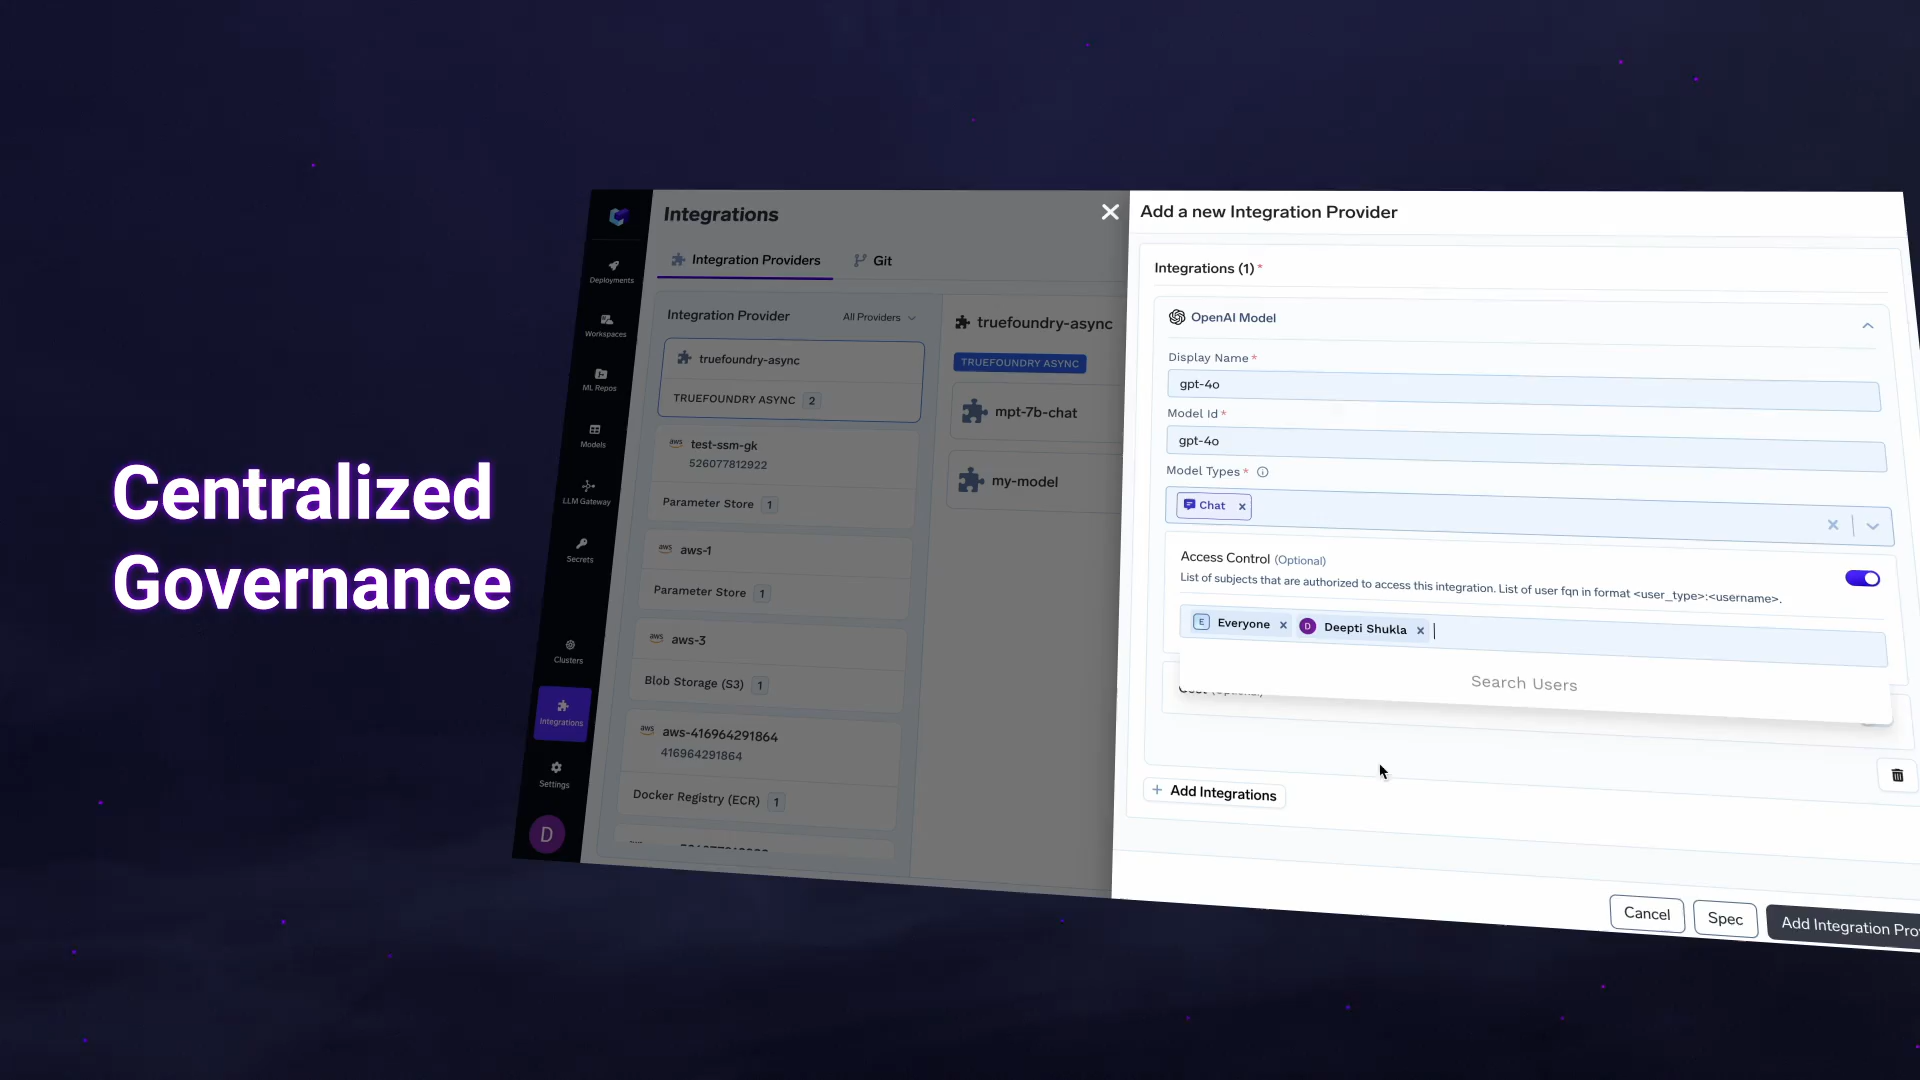 Centralized
Governance
Deployments
Workspaces
ML Repos
Models
LLM Gateway
Secrets
Clusters
Integrations
Settings
D
Integrations
Integration Providers
Git
Integration Provider
All Providers
truefoundry-async
TRUEFOUNDRY ASYNC 2
aws test-ssm-gk
526077812922
Parameter Store 1
aws aws-1
Parameter Store 1
aws aws-3
Blob Storage (S3) 1
aws aws-416964291864
416964291864
Docker Registry (ECR) 1
truefoundry-async
TRUEFOUNDRY ASYNC
mpt-7b-chat
my-model
Add a new Integration Provider
Integrations (1) *
OpenAI Model
Display Name *
gpt-4o
Model Id *
gpt-4o
Model Types *
Chat
Access Control (Optional)
List of subjects that are authorized to access this integration. List of user fqn in format <user_type>:<username>.
E Everyone D Deepti Shukla
Search Users
+ Add Integrations
Cancel
Spec
Add Integration Pro